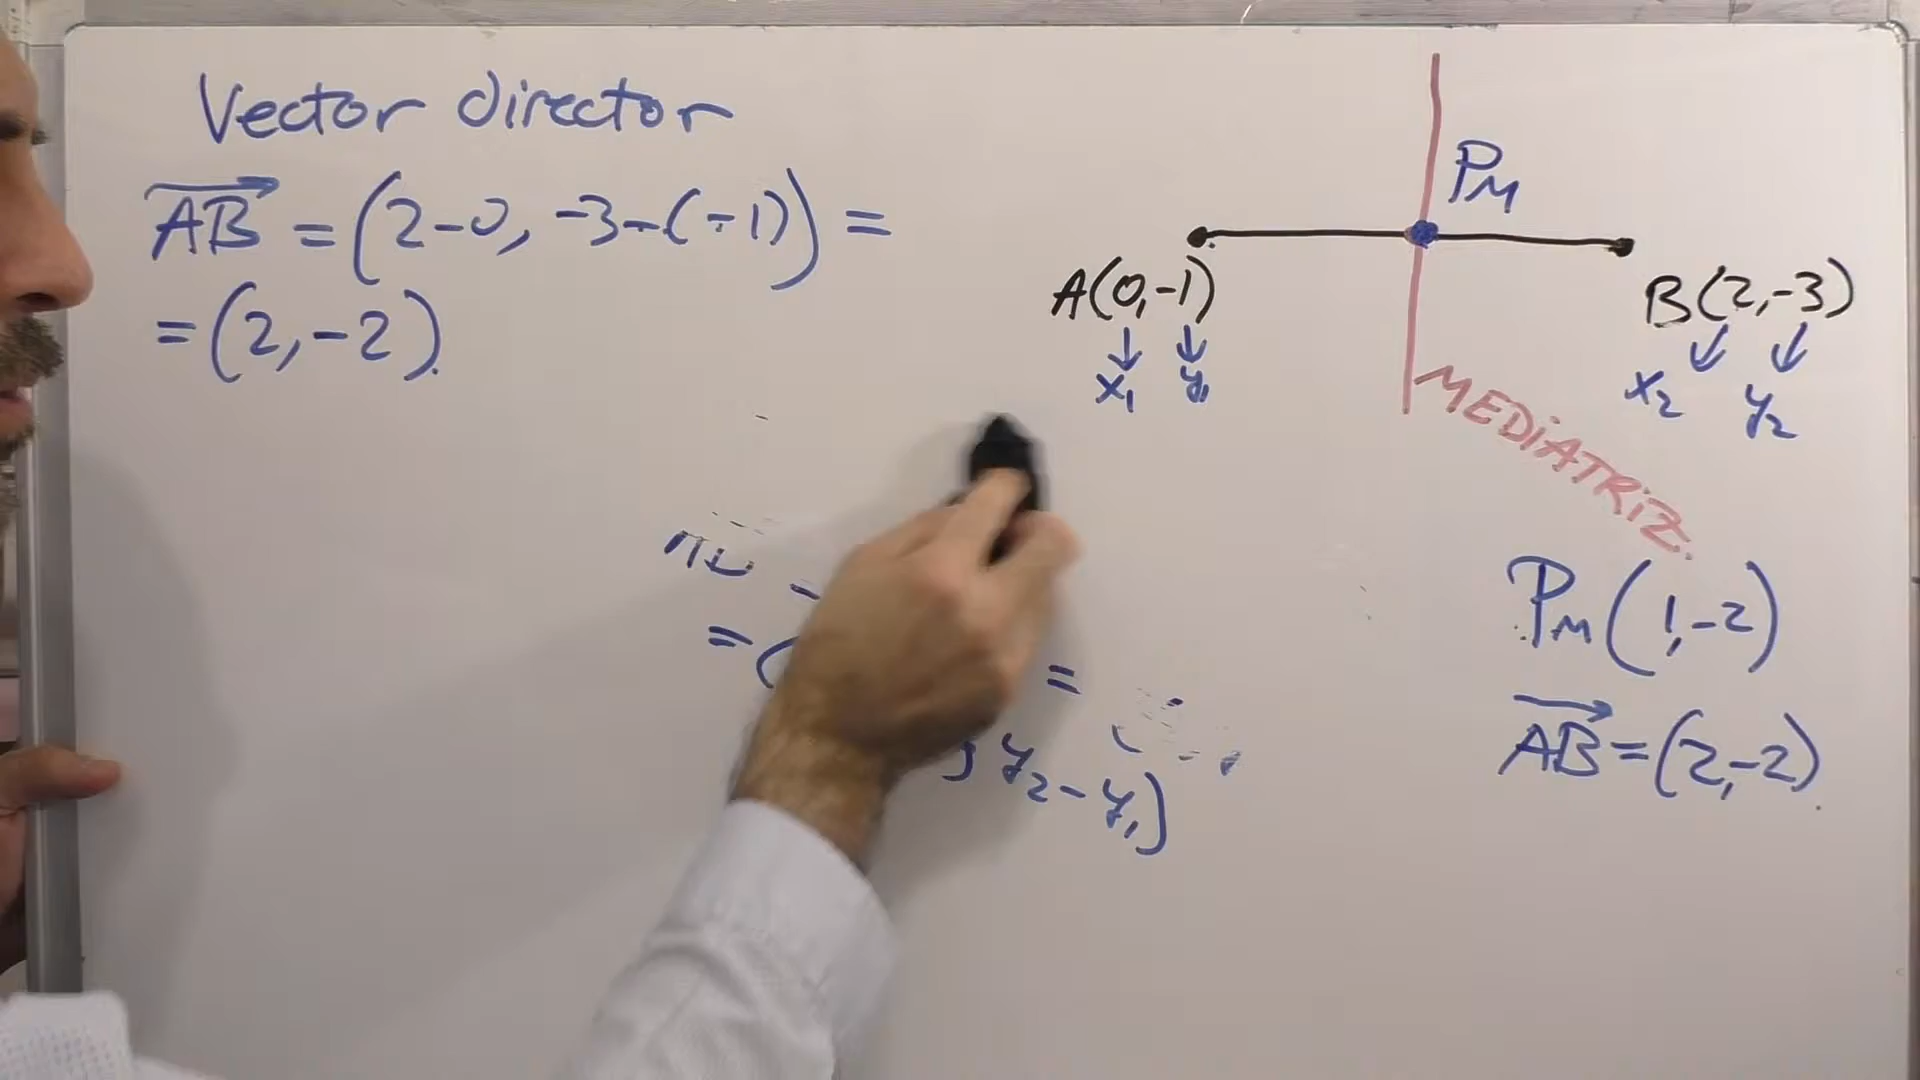 Vector director
AB = (2-0, -3-(-1)) =
= (2, -2).
PM
A(0, -1)
B(2, -3)
x₁ y₁
x₂ y₂
MEDIATRIZ
= (
=
, y₂ - y₁)
PM (1, -2)
AB = (2, -2).